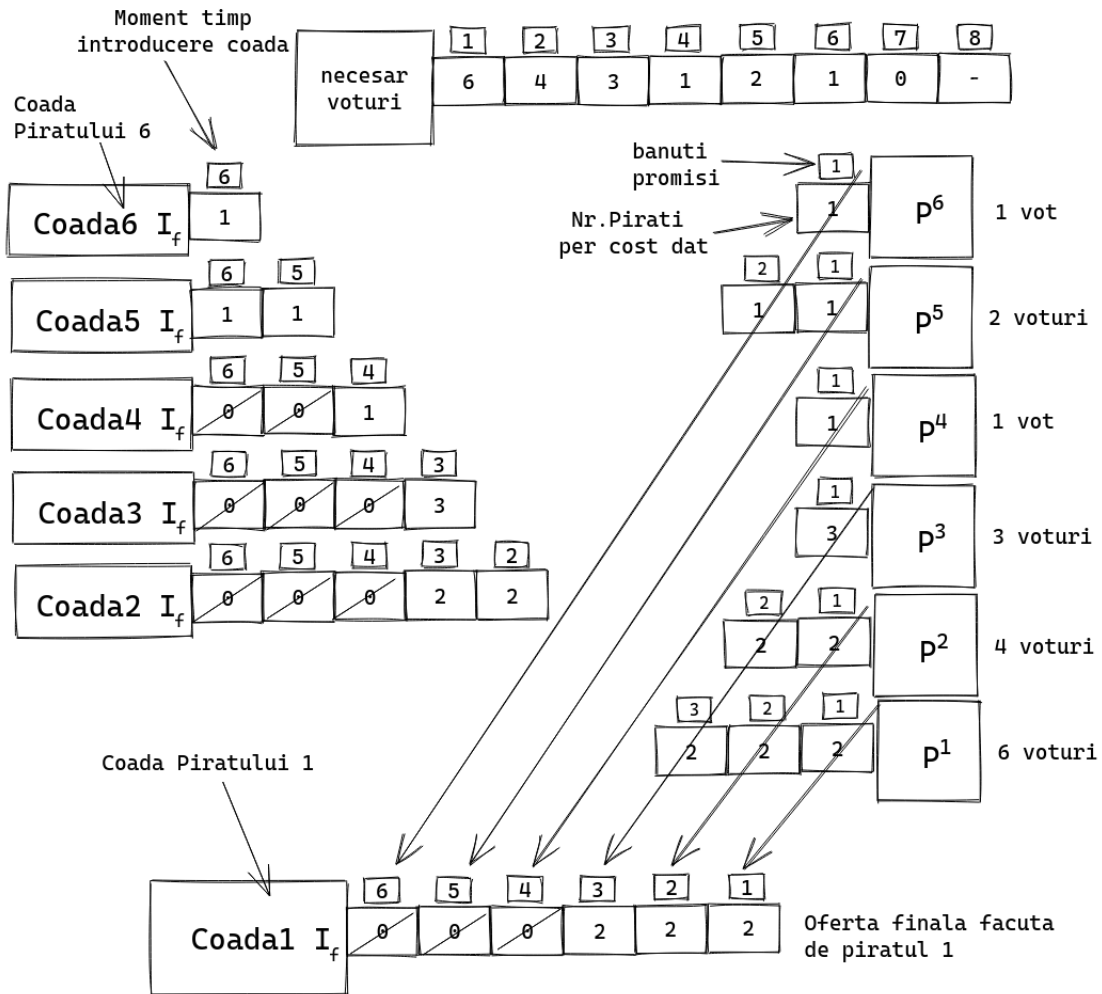 Moment timp
introducere coada
1 2 3 4 5 6 7 8
necesar
voturi
6 4 3 1 2 1 0 -
Coada
Piratului 6
banuti
promisi
1
6
Coada6 If
1
Nr.Pirati
per cost dat
1
P6
1 vot
6 5
Coada5 If
1 1
2 1
1 1
P5
2 voturi
6 5 4
Coada4 If
0 0 1
1
1
P4
1 vot
6 5 4 3
Coada3 If
0 0 0 3
1
3
P3
3 voturi
6 5 4 3 2
Coada2 If
0 0 0 2 2
2 1
2 2
P2
4 voturi
3 2 1
2 2 2
P1
6 voturi
Coada Piratului 1
6 5 4 3 2 1
Coada1 If
0 0 0 2 2 2
Oferta finala facuta
de piratul 1